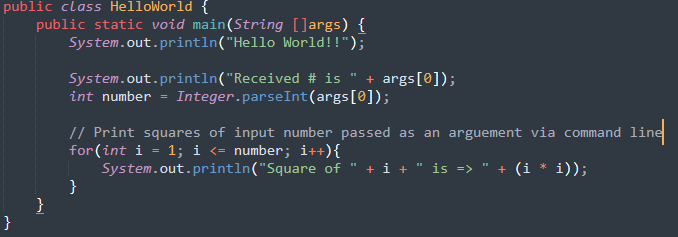 public class HelloWorld {
    public static void main(String []args) {
        System.out.println("Hello World!!");

        System.out.println("Received # is " + args[0]);
        int number = Integer.parseInt(args[0]);

        // Print squares of input number passed as an arguement via command line
        for(int i = 1; i <= number; i++){
            System.out.println("Square of " + i + " is => " + (i * i));
        }
    }
}